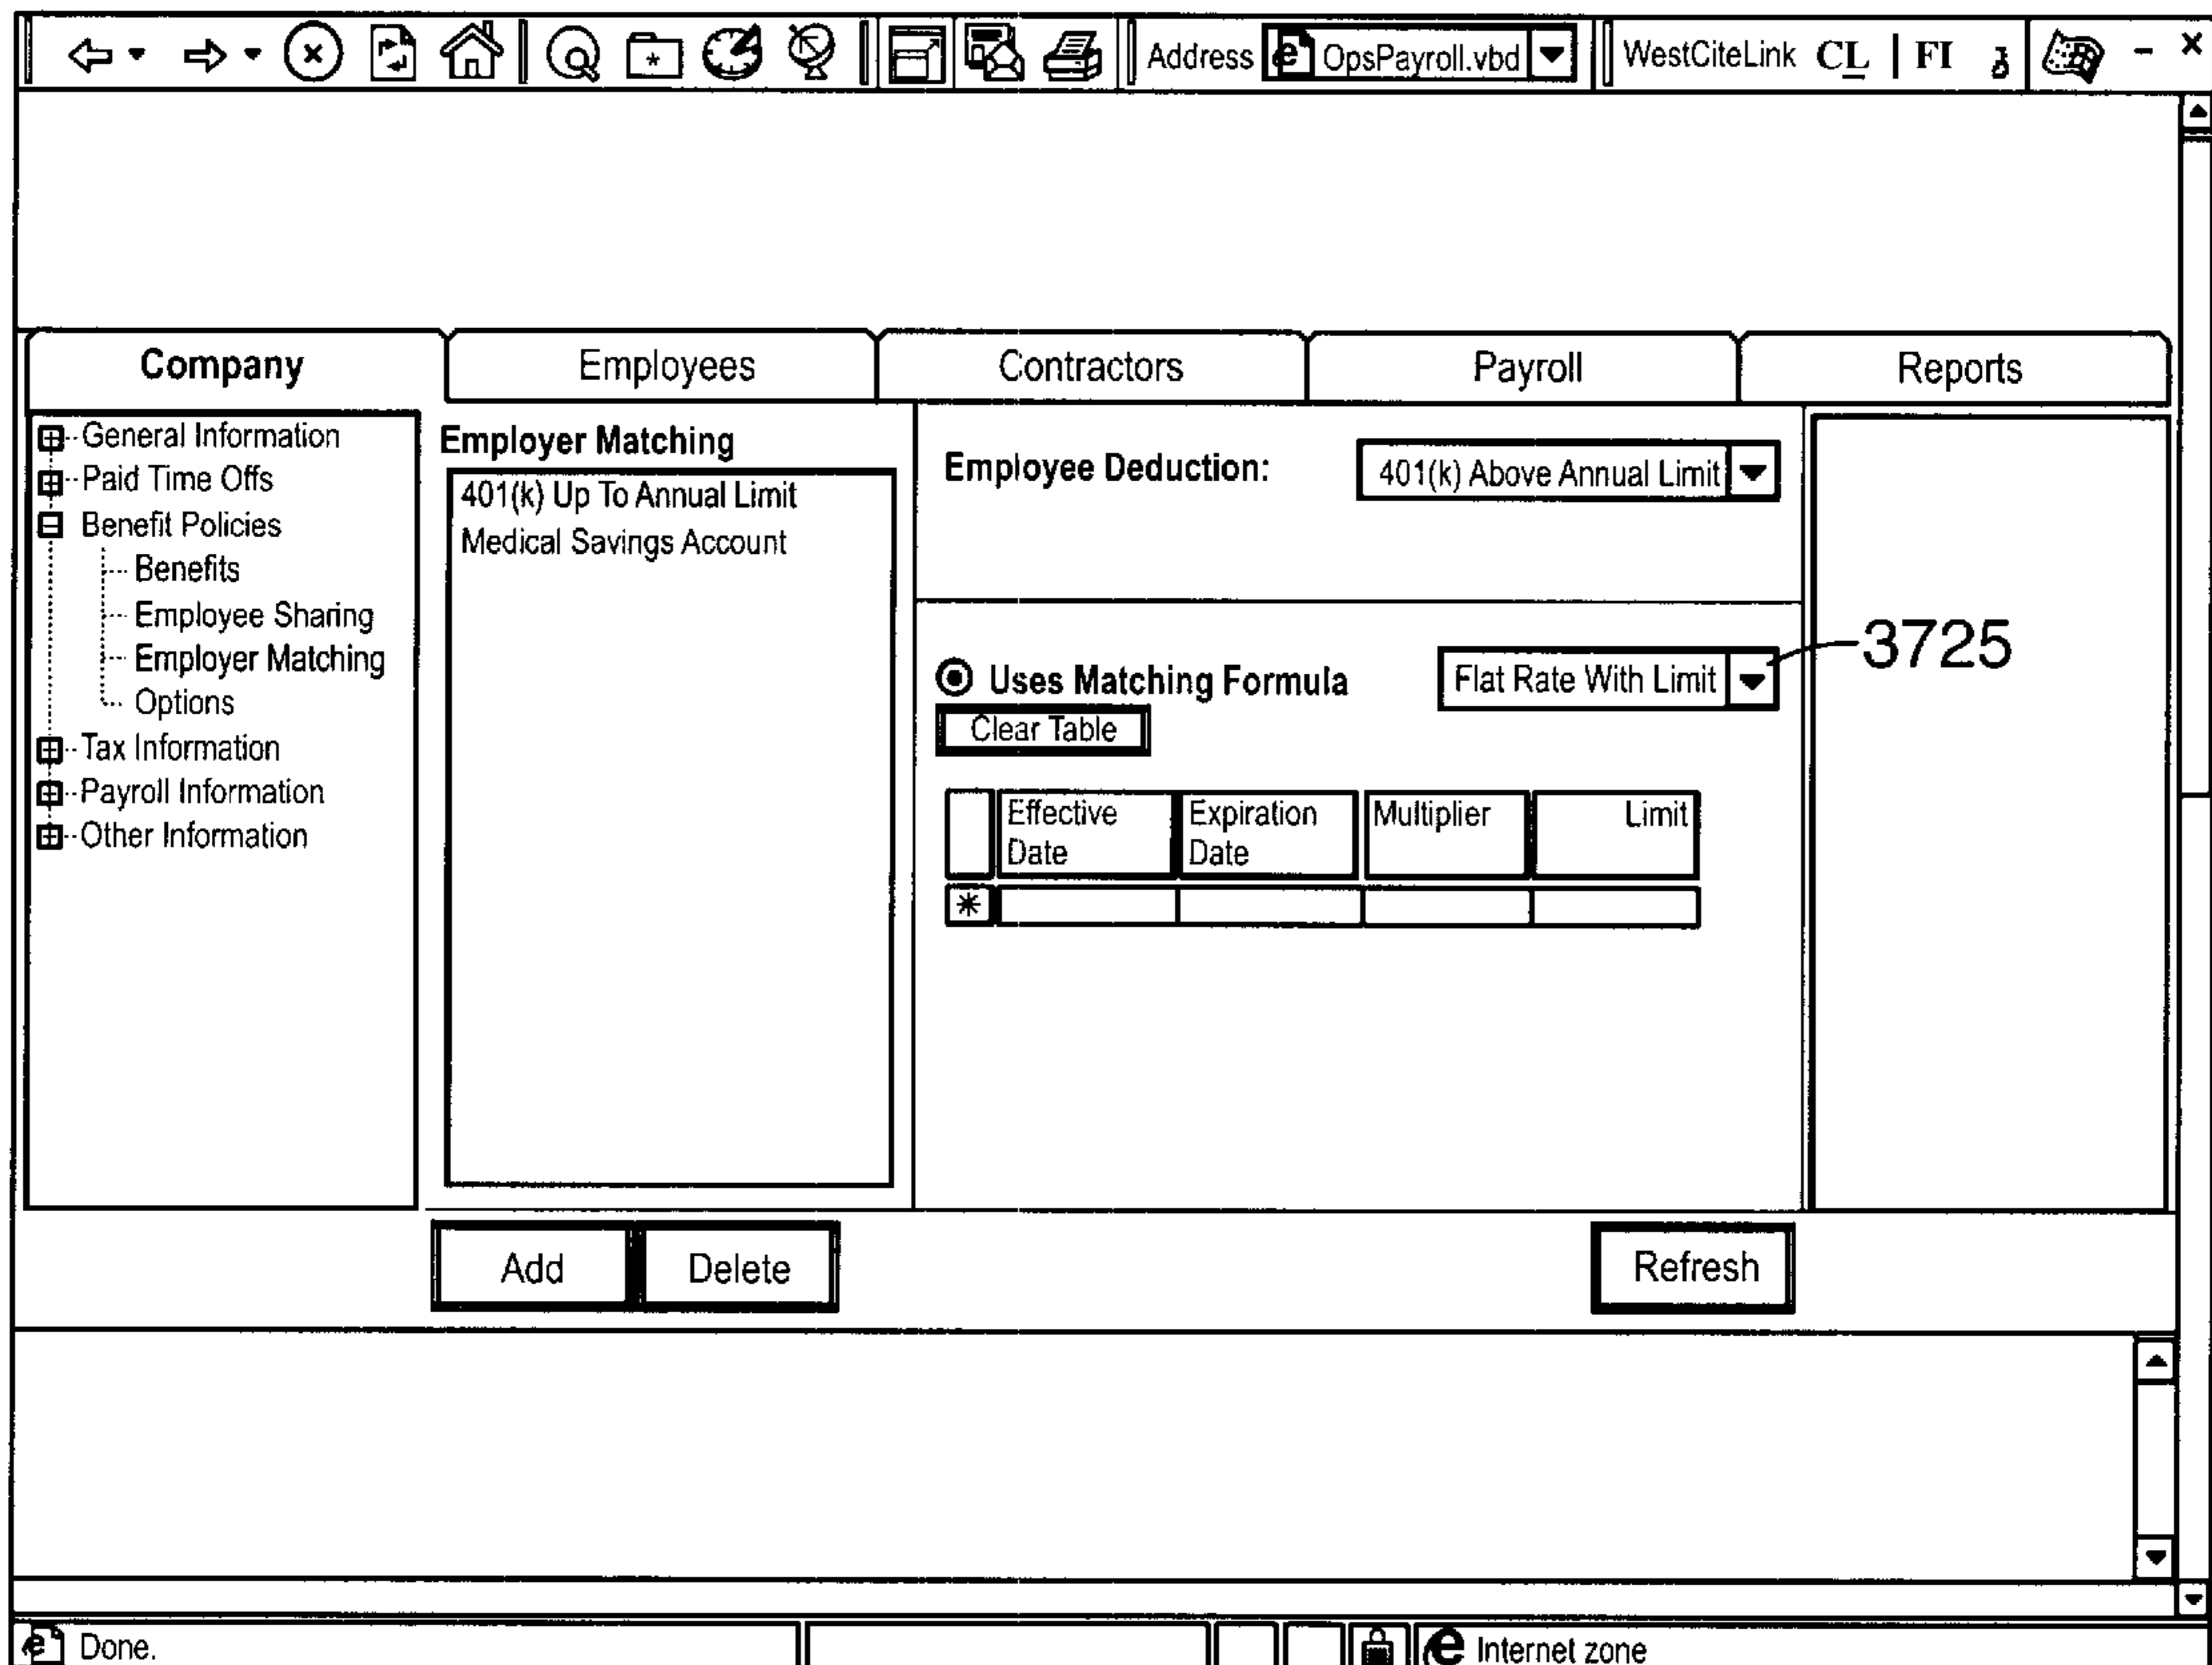 Address OpsPayroll.vbd WestCiteLink CL | FI
Company Employees Contractors Payroll Reports
General Information
Paid Time Offs
Benefit Policies
Benefits
Employee Sharing
Employer Matching
Options
Tax Information
Payroll Information
Other Information
Employer Matching
401(k) Up To Annual Limit
Medical Savings Account
Employee Deduction: 401(k) Above Annual Limit
Uses Matching Formula Flat Rate With Limit 3725
Clear Table
Effective Date Expiration Date Multiplier Limit
*
Add Delete Refresh
Done. Internet zone